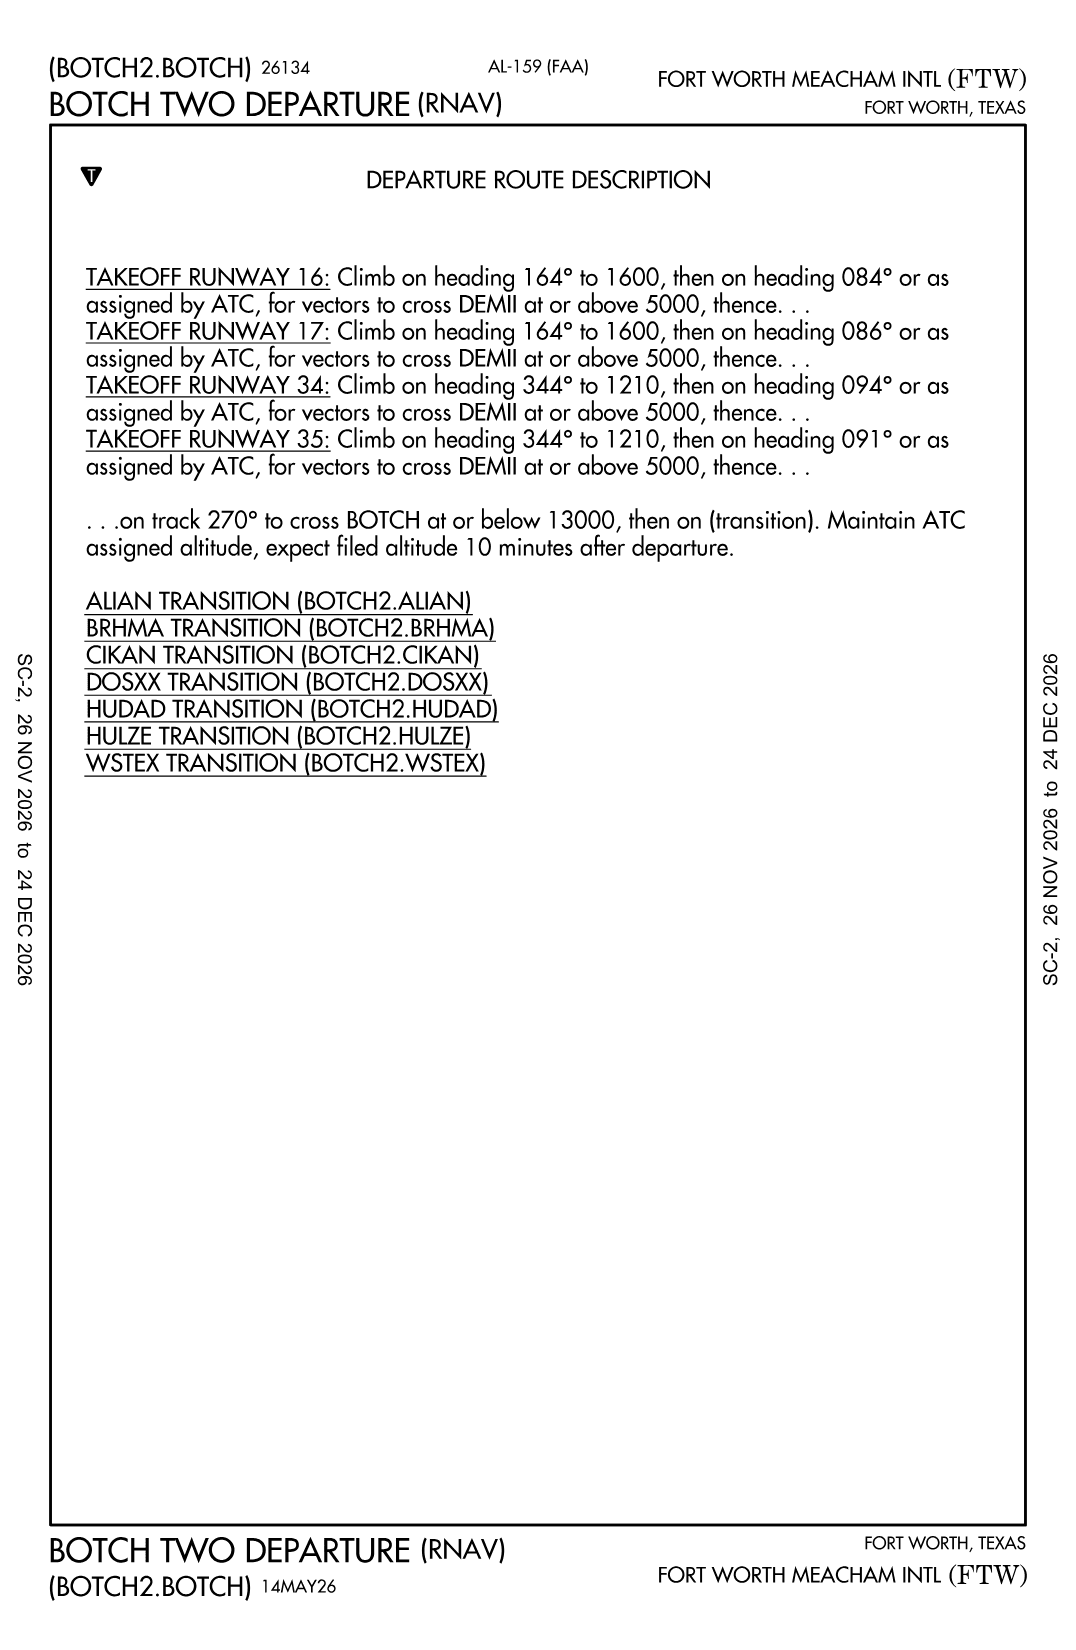 (BOTCH2.BOTCH) 26134
AL-159 (FAA)
FORT WORTH MEACHAM INTL (FTW)
BOTCH TWO DEPARTURE (RNAV)
FORT WORTH, TEXAS
T
DEPARTURE ROUTE DESCRIPTION
TAKEOFF RUNWAY 16: Climb on heading 164° to 1600, then on heading 084° or as
assigned by ATC, for vectors to cross DEMII at or above 5000, thence. . .
TAKEOFF RUNWAY 17: Climb on heading 164° to 1600, then on heading 086° or as
assigned by ATC, for vectors to cross DEMII at or above 5000, thence. . .
TAKEOFF RUNWAY 34: Climb on heading 344° to 1210, then on heading 094° or as
assigned by ATC, for vectors to cross DEMII at or above 5000, thence. . .
TAKEOFF RUNWAY 35: Climb on heading 344° to 1210, then on heading 091° or as
assigned by ATC, for vectors to cross DEMII at or above 5000, thence. . .
. . .on track 270° to cross BOTCH at or below 13000, then on (transition). Maintain ATC
assigned altitude, expect filed altitude 10 minutes after departure.
ALIAN TRANSITION (BOTCH2.ALIAN)
BRHMA TRANSITION (BOTCH2.BRHMA)
CIKAN TRANSITION (BOTCH2.CIKAN)
DOSXX TRANSITION (BOTCH2.DOSXX)
HUDAD TRANSITION (BOTCH2.HUDAD)
HULZE TRANSITION (BOTCH2.HULZE)
WSTEX TRANSITION (BOTCH2.WSTEX)
SC-2, 26 NOV 2026 to 24 DEC 2026
SC-2, 26 NOV 2026 to 24 DEC 2026
BOTCH TWO DEPARTURE (RNAV)
FORT WORTH, TEXAS
(BOTCH2.BOTCH) 14MAY26
FORT WORTH MEACHAM INTL (FTW)